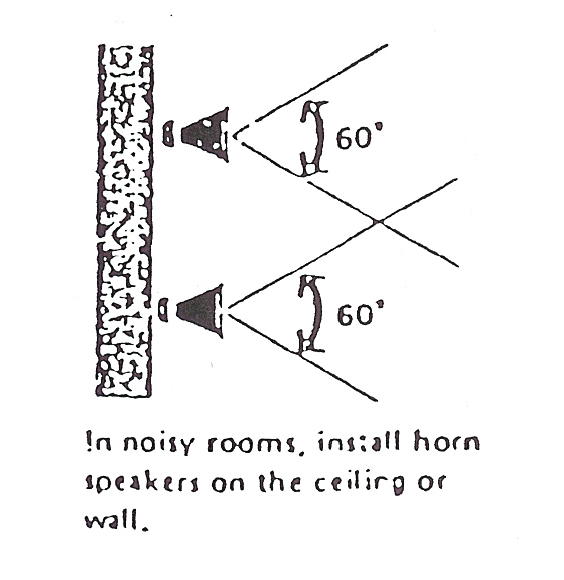 60°
60°
In noisy rooms, install horn
speakers on the ceiling or
wall.